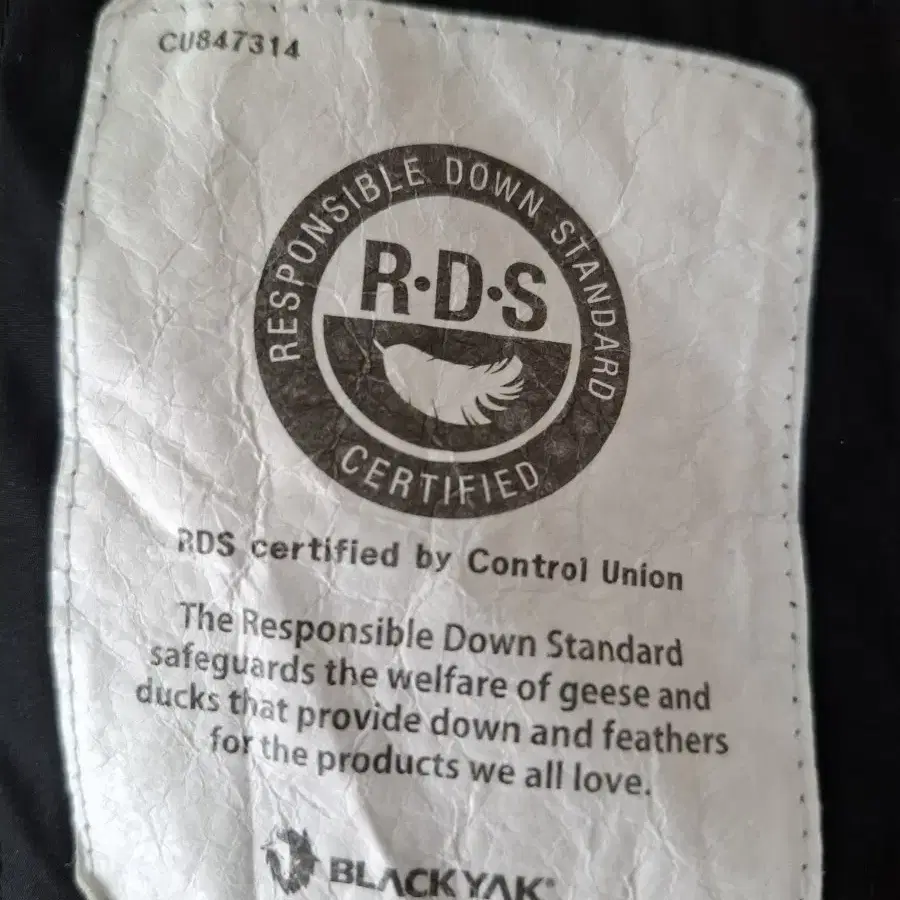 CU847314
RESPONSIBLE DOWN STANDARD
R·D·S
CERTIFIED
RDS certified by Control Union
The Responsible Down Standard
safeguards the welfare of geese and
ducks that provide down and feathers
for the products we all love.
BLACKYAK®